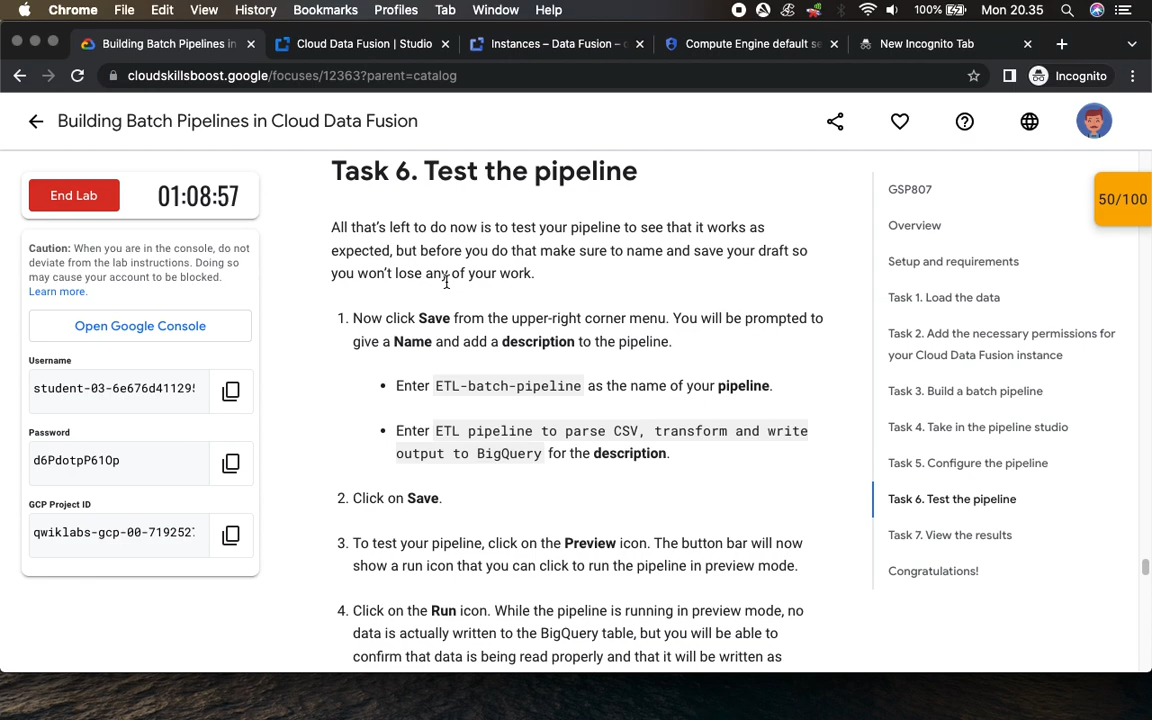 Chrome File Edit View History Bookmarks Profiles Tab Window Help 100% Mon 20.35
Building Batch Pipelines in Cloud Data Fusion | Studio Instances – Data Fusion – Compute Engine default se New Incognito Tab
cloudskillsboost.google/focuses/12363?parent=catalog Incognito
Building Batch Pipelines in Cloud Data Fusion
End Lab 01:08:57
Caution: When you are in the console, do not
deviate from the lab instructions. Doing so
may cause your account to be blocked.
Learn more.
Open Google Console
Username
student-03-6e676d41129
Password
d6PdotpP61Op
GCP Project ID
qwiklabs-gcp-00-719252
Task 6. Test the pipeline
All that's left to do now is to test your pipeline to see that it works as
expected, but before you do that make sure to name and save your draft so
you won't lose any of your work.
1. Now click Save from the upper-right corner menu. You will be prompted to
give a Name and add a description to the pipeline.
• Enter ETL-batch-pipeline as the name of your pipeline.
• Enter ETL pipeline to parse CSV, transform and write
output to BigQuery for the description.
2. Click on Save.
3. To test your pipeline, click on the Preview icon. The button bar will now
show a run icon that you can click to run the pipeline in preview mode.
4. Click on the Run icon. While the pipeline is running in preview mode, no
data is actually written to the BigQuery table, but you will be able to
confirm that data is being read properly and that it will be written as
GSP807
Overview
Setup and requirements
Task 1. Load the data
Task 2. Add the necessary permissions for
your Cloud Data Fusion instance
Task 3. Build a batch pipeline
Task 4. Take in the pipeline studio
Task 5. Configure the pipeline
Task 6. Test the pipeline
Task 7. View the results
Congratulations!
50/100